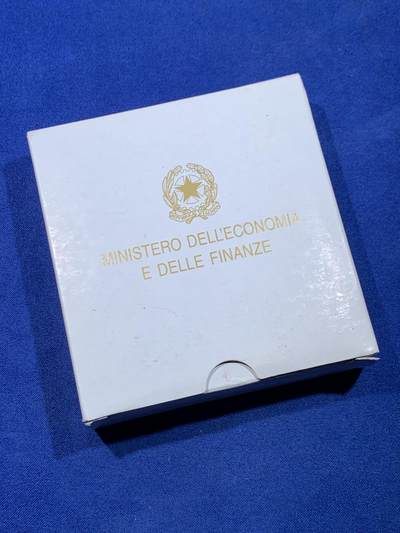 MINISTERO DELL'ECONOMIA
E DELLE FINANZE